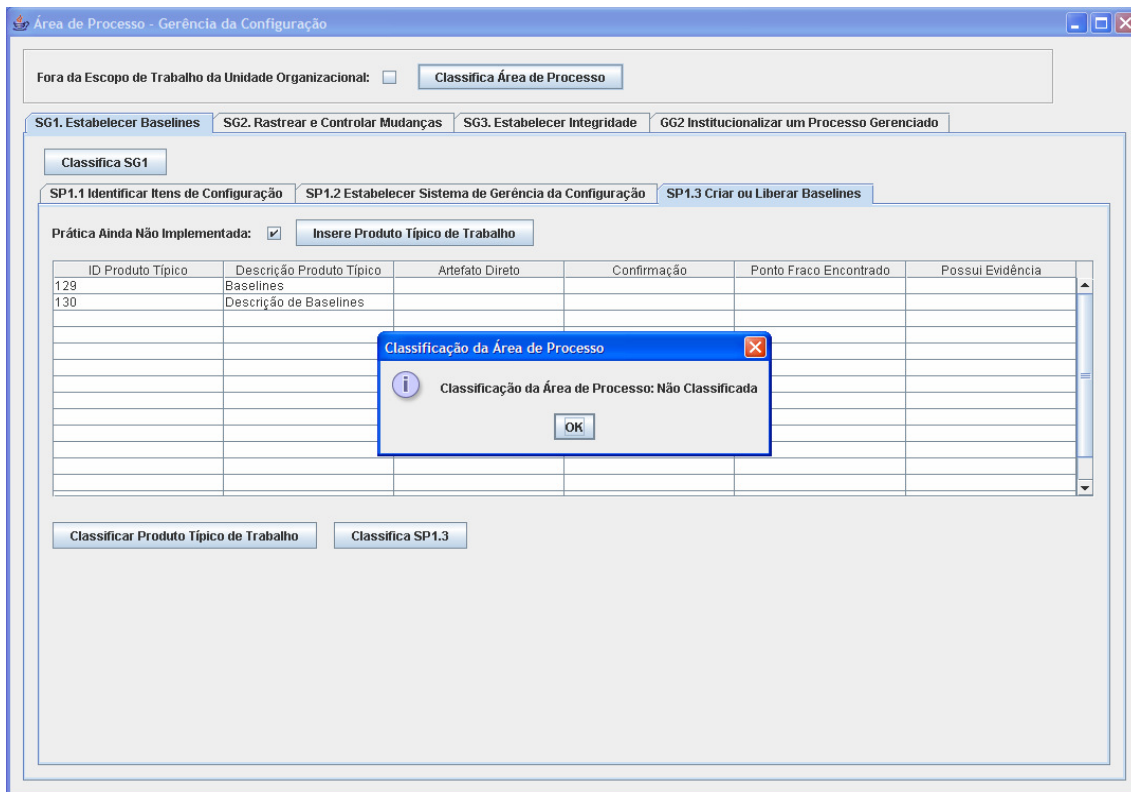 Área de Processo - Gerência da Configuração
Fora da Escopo de Trabalho da Unidade Organizacional: Classifica Área de Processo
SG1. Estabelecer Baselines SG2. Rastrear e Controlar Mudanças SG3. Estabelecer Integridade GG2 Institucionalizar um Processo Gerenciado
Classifica SG1
SP1.1 Identificar Itens de Configuração SP1.2 Estabelecer Sistema de Gerência da Configuração SP1.3 Criar ou Liberar Baselines
Prática Ainda Não Implementada: Insere Produto Típico de Trabalho
ID Produto Típico Descrição Produto Típico Artefato Direto Confirmação Ponto Fraco Encontrado Possui Evidência
129 Baselines
130 Descrição de Baselines
Classificação da Área de Processo
Classificação da Área de Processo: Não Classificada
OK
Classificar Produto Típico de Trabalho Classifica SP1.3